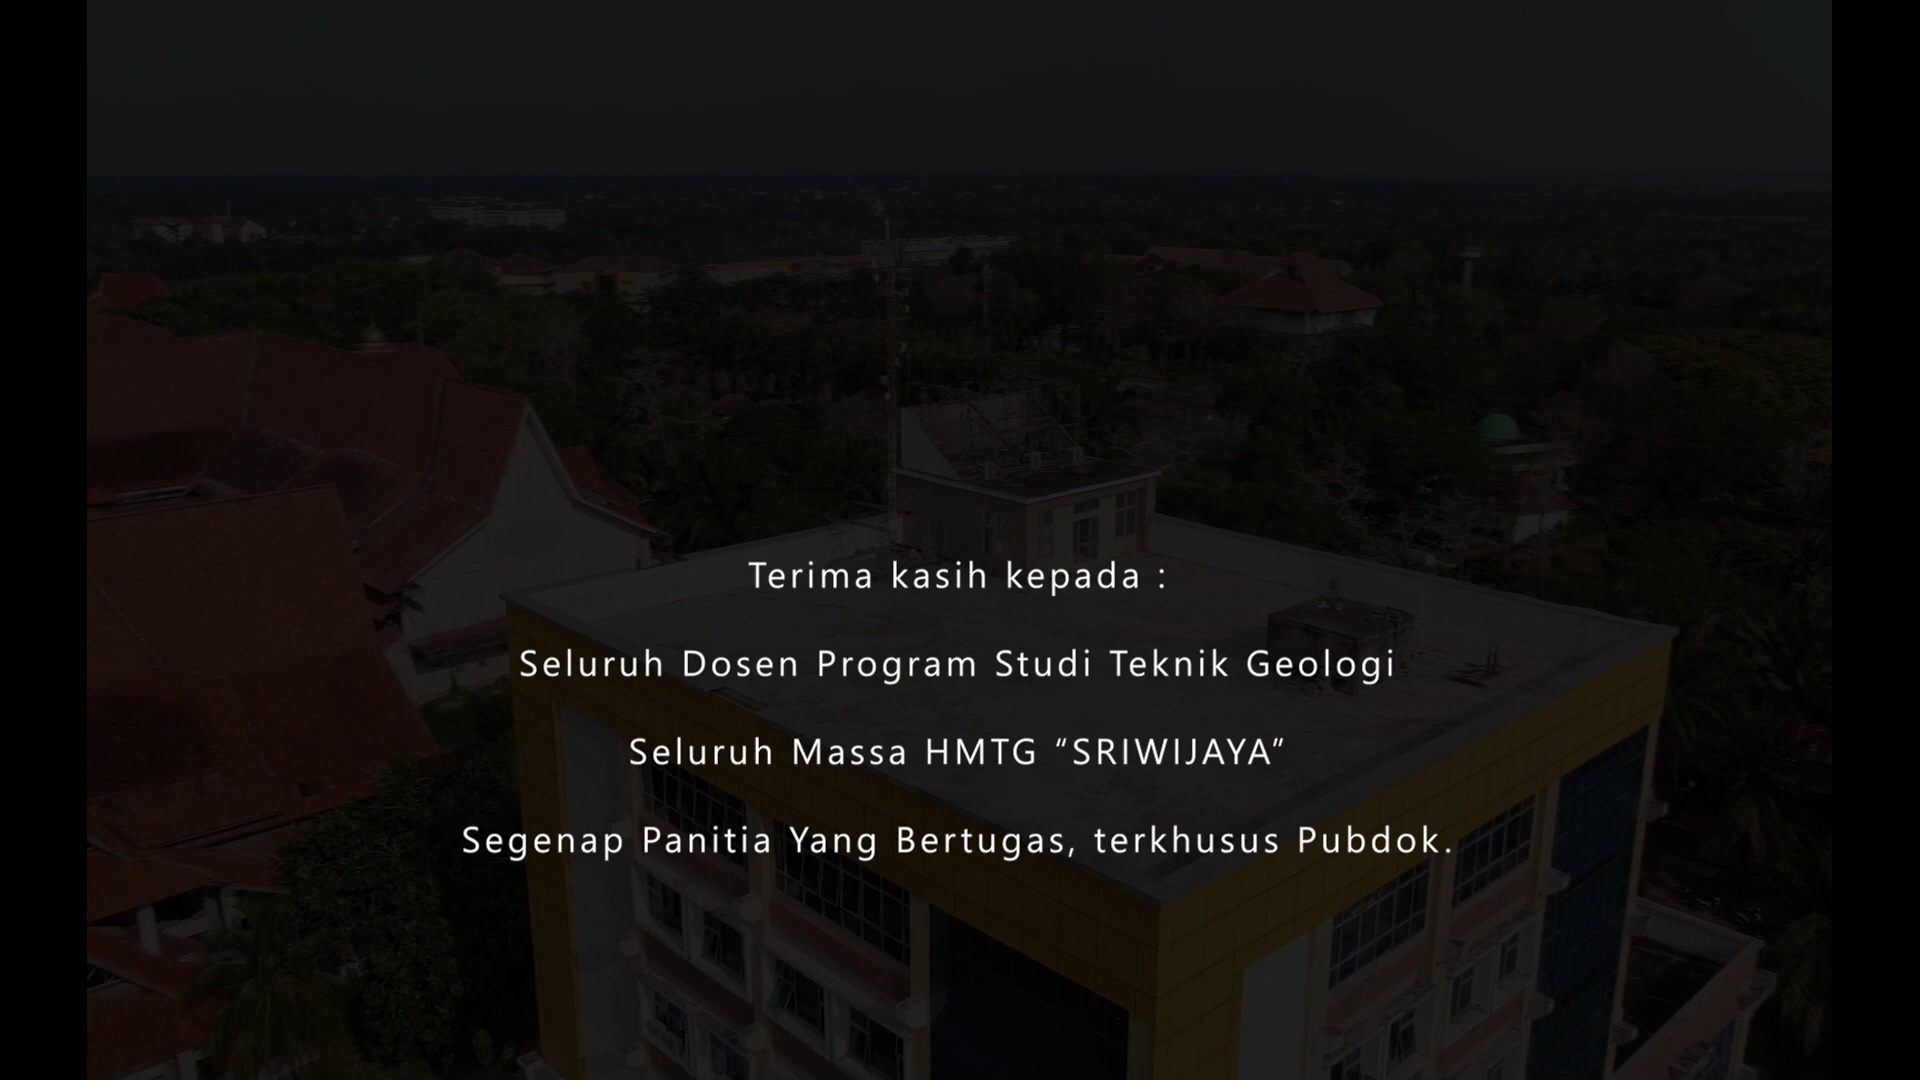 Terima kasih kepada :
Seluruh Dosen Program Studi Teknik Geologi
Seluruh Massa HMTG “SRIWIJAYA”
Segenap Panitia Yang Bertugas, terkhusus Pubdok.